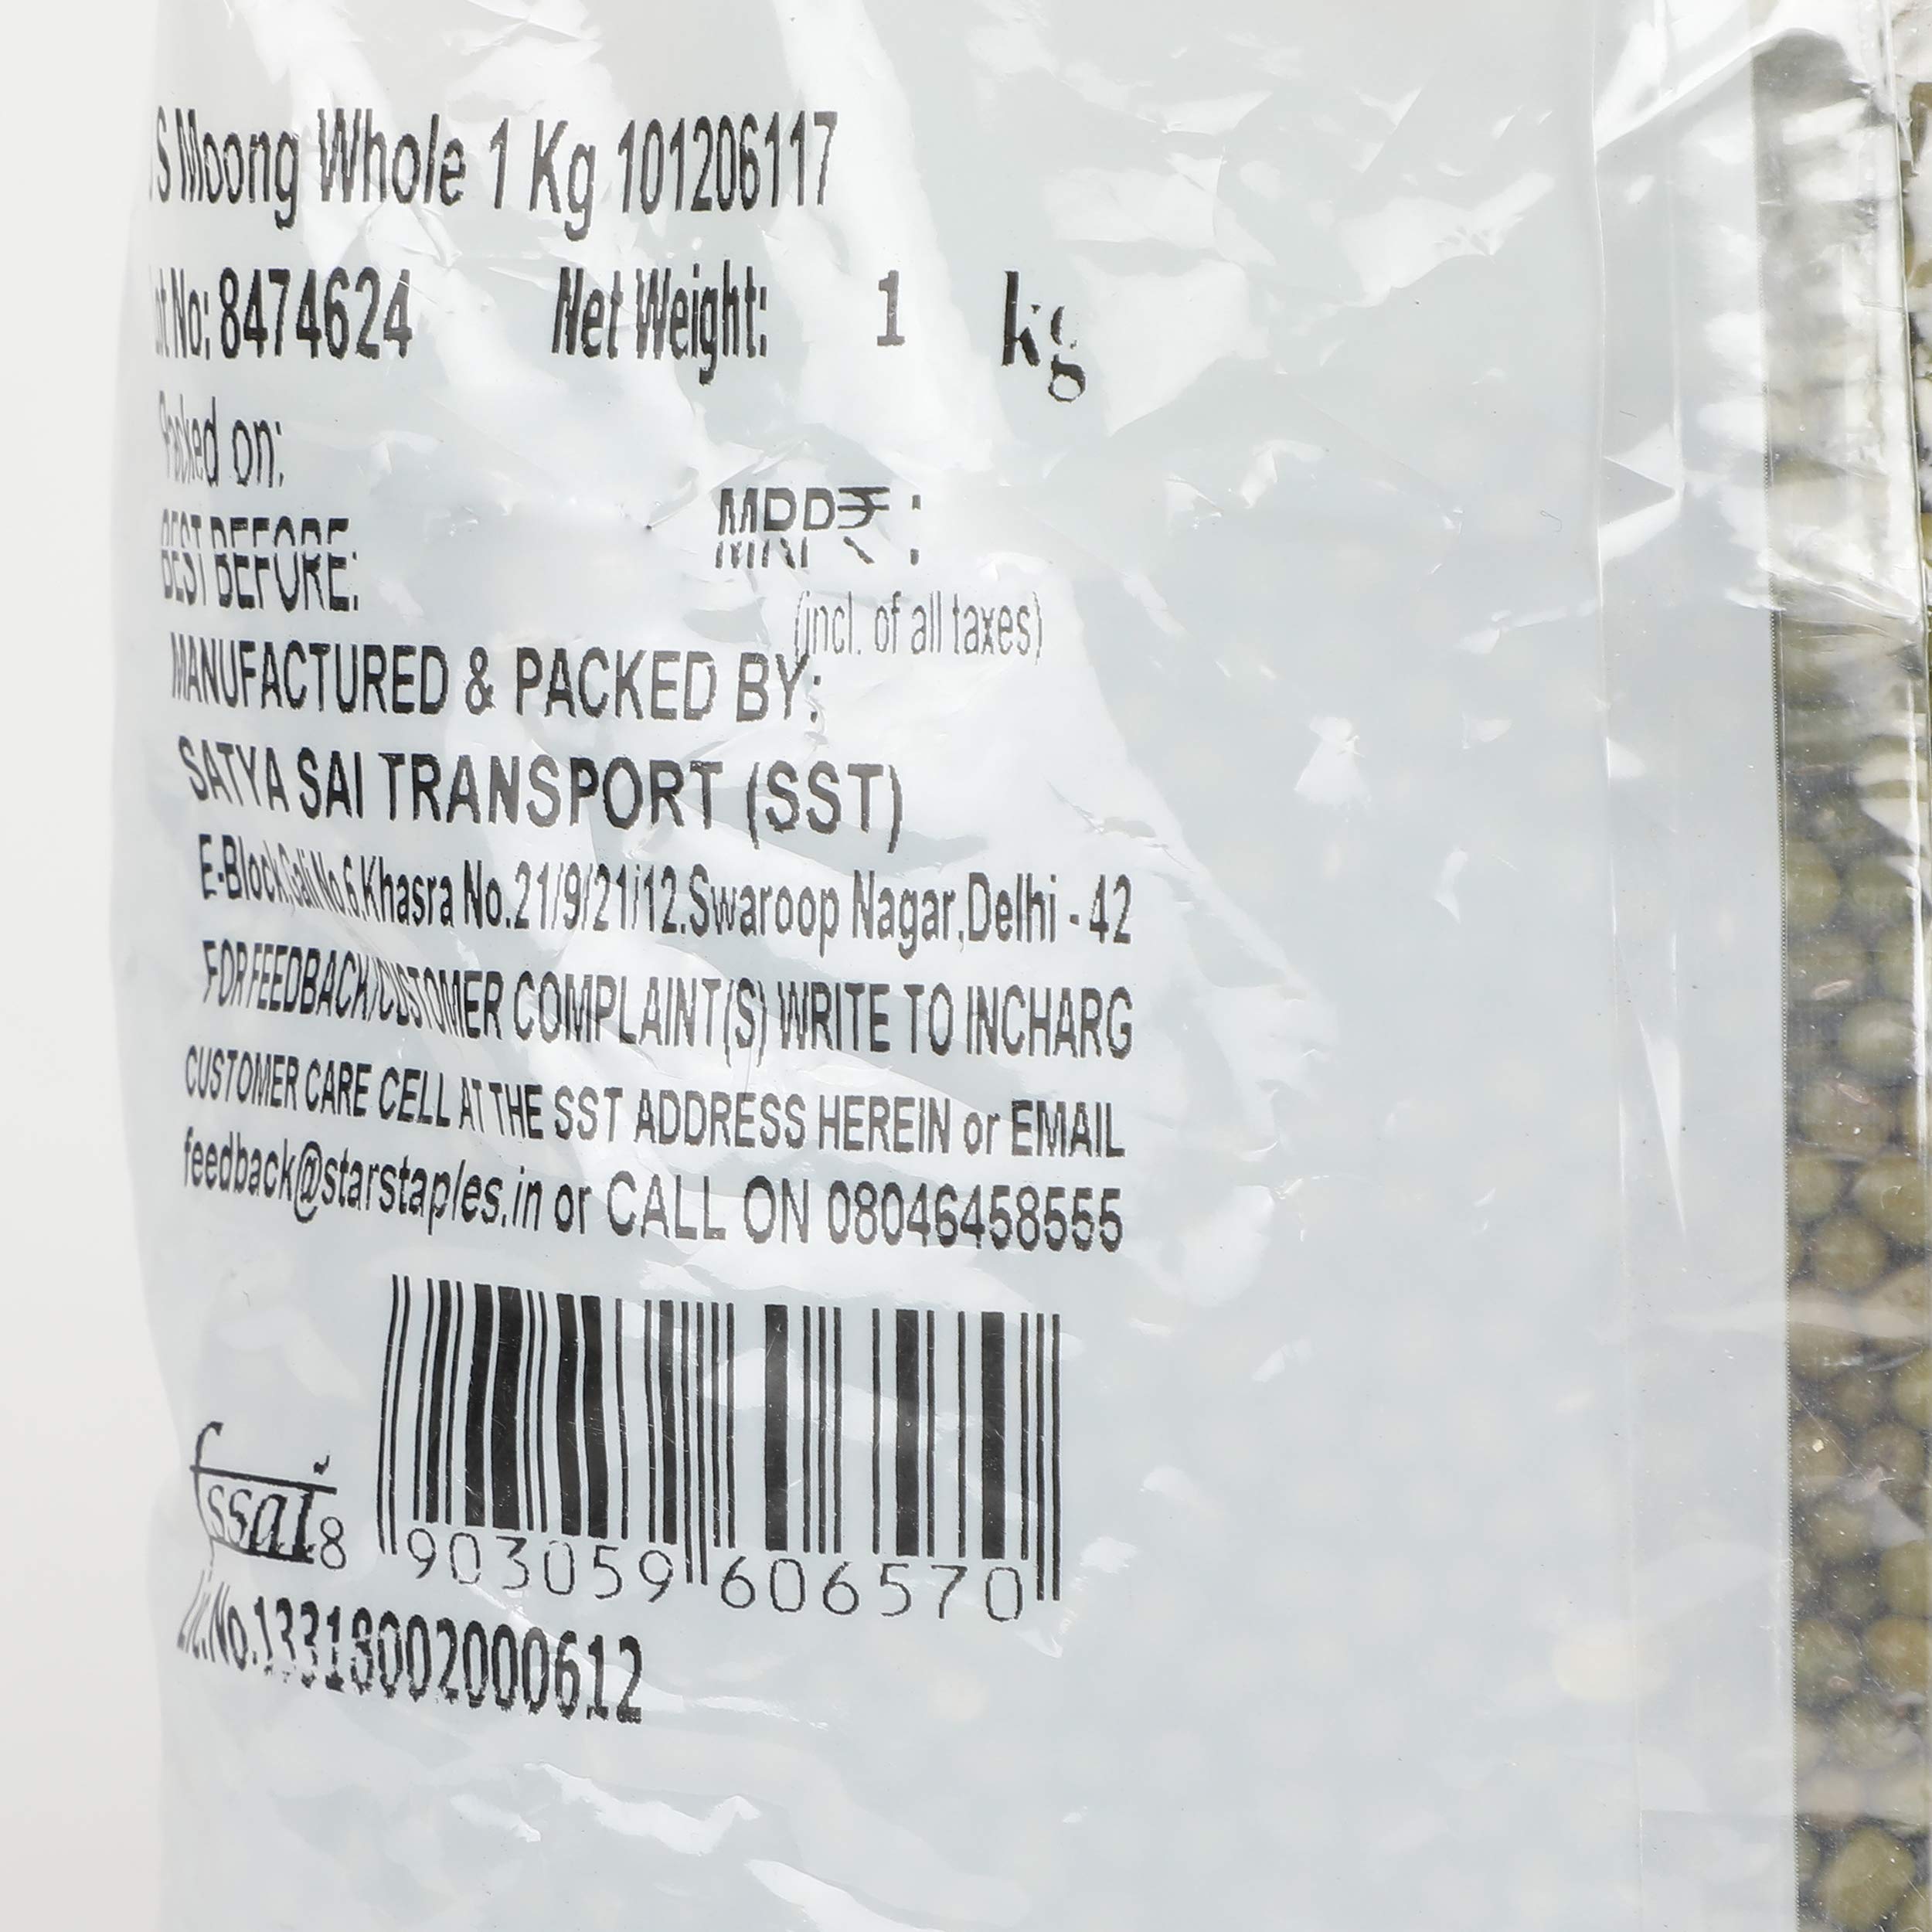 S Moong Whole 1 Kg 101206117
ot No: 8474624 Net Weight: 1 kg
Packed on:
BEST BEFORE: MRP₹ :
(incl. of all taxes)
MANUFACTURED & PACKED BY:
SATYA SAI TRANSPORT (SST)
E-Block,Gali No.6,Khasra No.21/9/21/12.Swaroop Nagar,Delhi - 42
FOR FEEDBACK/CUSTOMER COMPLAINT(S) WRITE TO INCHARG
CUSTOMER CARE CELL AT THE SST ADDRESS HEREIN or EMAIL
feedback@starstaples.in or CALL ON 08046458555
fssai
8 903059 606570
Lic.No.13318002000612